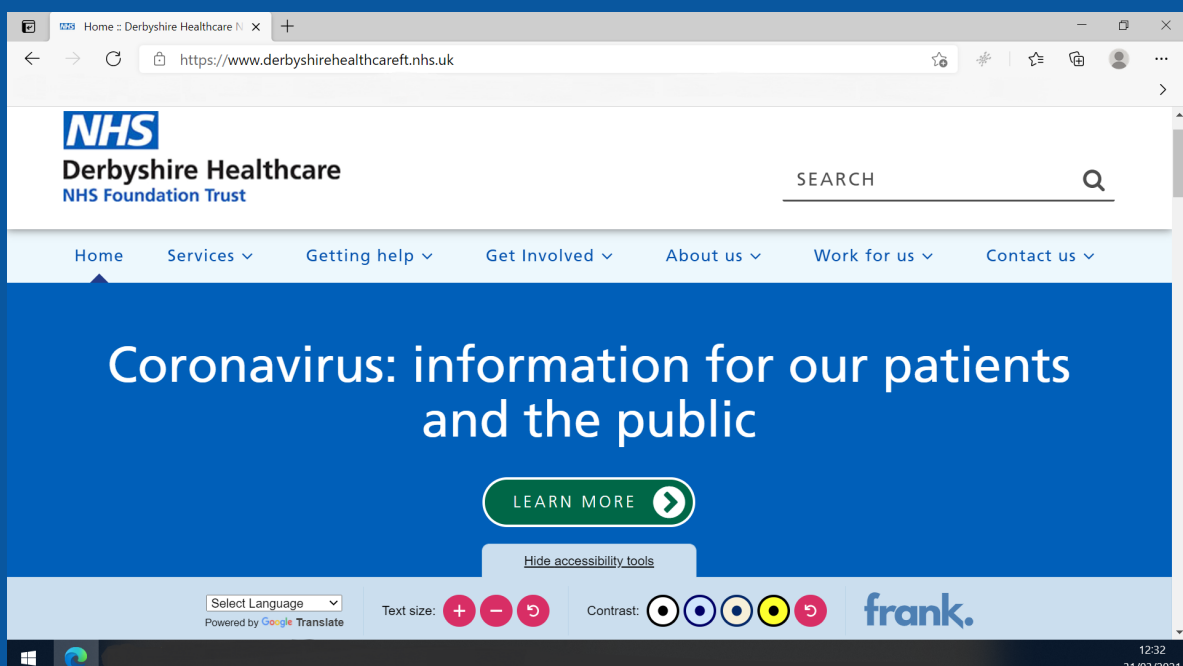 Home :: Derbyshire Healthcare N
https://www.derbyshirehealthcareft.nhs.uk
NHS
Derbyshire Healthcare
NHS Foundation Trust
SEARCH
Home Services Getting help Get Involved About us Work for us Contact us
Coronavirus: information for our patients
and the public
LEARN MORE
Hide accessibility tools
Select Language
Powered by Google Translate
Text size:
Contrast:
frank.
12:32